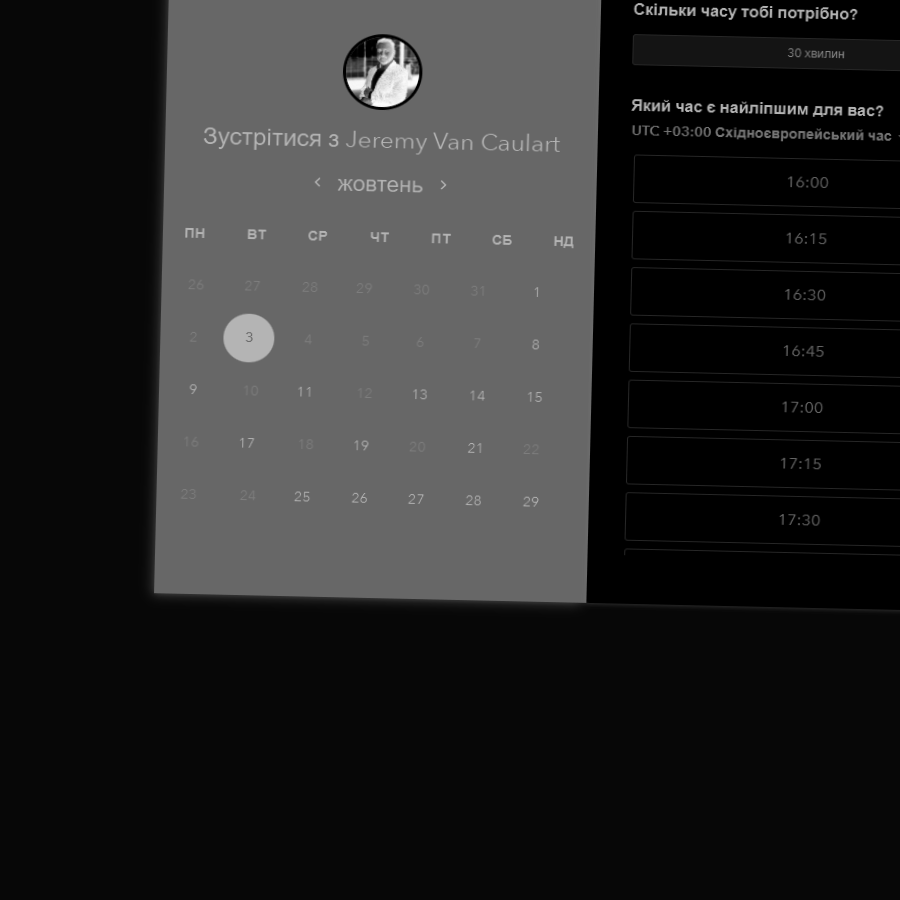 Зустрітися з Jeremy Van Caulart
‹ жовтень ›
ПН ВТ СР ЧТ ПТ СБ НД
26 27 28 29 30 31 1
2 3 4 5 6 7 8
9 10 11 12 13 14 15
16 17 18 19 20 21 22
23 24 25 26 27 28 29
Скільки часу тобі потрібно?
30 хвилин
Який час є найліпшим для вас?
UTC +03:00 Східноєвропейський час
16:00
16:15
16:30
16:45
17:00
17:15
17:30